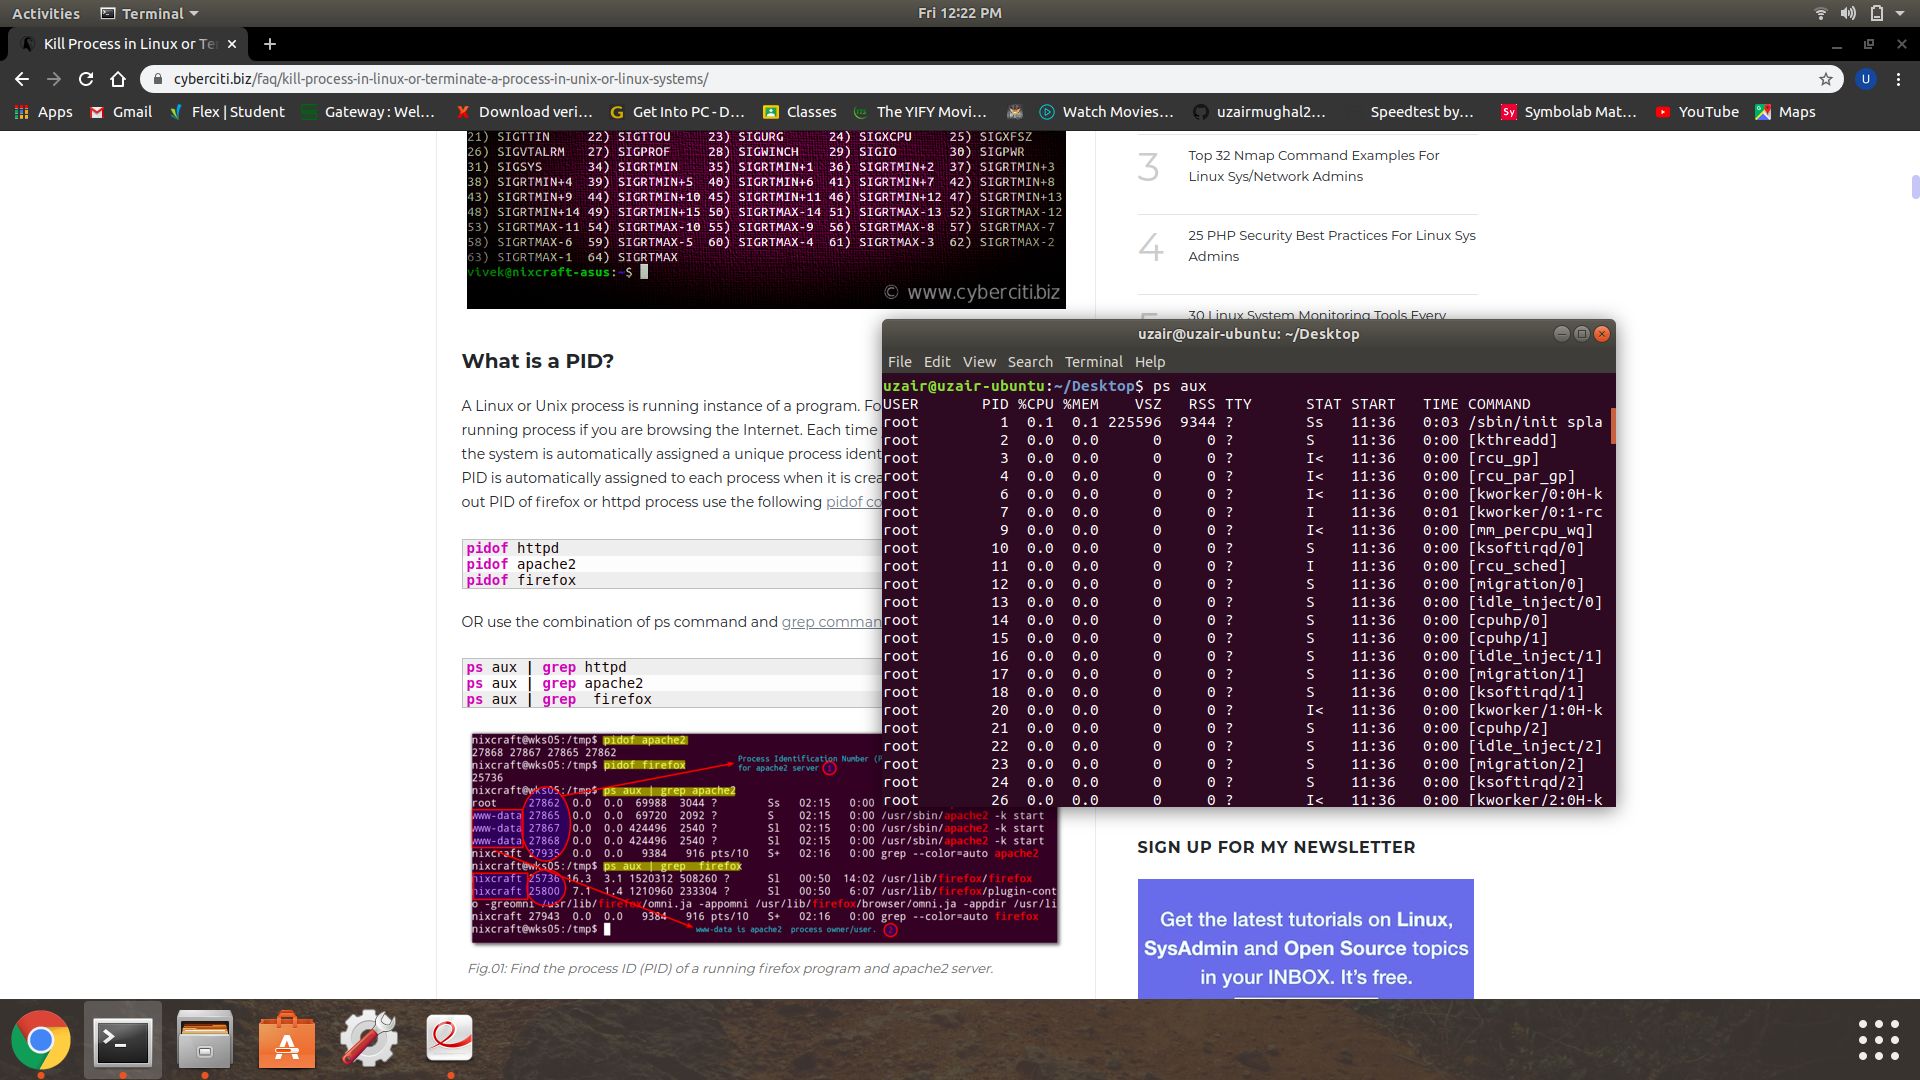 Activities
Terminal
Fri 12:22 PM
Kill Process in Linux or Ter
cyberciti.biz/faq/kill-process-in-linux-or-terminate-a-process-in-unix-or-linux-systems/
U
Apps
Gmail
Flex | Student
Gateway : Wel...
Download veri...
Get Into PC - D...
Classes
The YIFY Movi...
Watch Movies...
uzairmughal2...
Speedtest by...
Sy
Symbolab Mat...
YouTube
Maps
21) SIGTTIN 22) SIGTTOU 23) SIGURG 24) SIGXCPU 25) SIGXFSZ
26) SIGVTALRM 27) SIGPROF 28) SIGWINCH 29) SIGIO 30) SIGPWR
31) SIGSYS 34) SIGRTMIN 35) SIGRTMIN+1 36) SIGRTMIN+2 37) SIGRTMIN+3
38) SIGRTMIN+4 39) SIGRTMIN+5 40) SIGRTMIN+6 41) SIGRTMIN+7 42) SIGRTMIN+8
43) SIGRTMIN+9 44) SIGRTMIN+10 45) SIGRTMIN+11 46) SIGRTMIN+12 47) SIGRTMIN+13
48) SIGRTMIN+14 49) SIGRTMIN+15 50) SIGRTMAX-14 51) SIGRTMAX-13 52) SIGRTMAX-12
53) SIGRTMAX-11 54) SIGRTMAX-10 55) SIGRTMAX-9 56) SIGRTMAX-8 57) SIGRTMAX-7
58) SIGRTMAX-6 59) SIGRTMAX-5 60) SIGRTMAX-4 61) SIGRTMAX-3 62) SIGRTMAX-2
63) SIGRTMAX-1 64) SIGRTMAX
vivek@nixcraft-asus:~$
© www.cyberciti.biz
What is a PID?
A Linux or Unix process is running instance of a program. Fo
running process if you are browsing the Internet. Each time
the system is automatically assigned a unique process ident
PID is automatically assigned to each process when it is crea
out PID of firefox or httpd process use the following pidof co
pidof httpd
pidof apache2
pidof firefox
OR use the combination of ps command and grep comman
ps aux | grep httpd
ps aux | grep apache2
ps aux | grep  firefox
nixcraft@wks05:/tmp$ pidof apache2
27868 27867 27865 27862
nixcraft@wks05:/tmp$ pidof firefox
25736
nixcraft@wks05:/tmp$ ps aux | grep apache2
Process Identification Number (P
for apache2 server 1
root 27862 0.0 0.0 69988 3044 ? Ss 02:15 0:00
www-data 27865 0.0 0.0 69720 2092 ? S 02:15 0:00 /usr/sbin/apache2 -k start
www-data 27867 0.0 0.0 424496 2540 ? Sl 02:15 0:00 /usr/sbin/apache2 -k start
www-data 27868 0.0 0.0 424496 2540 ? Sl 02:15 0:00 /usr/sbin/apache2 -k start
nixcraft 27935 0.0 0.0 9384 916 pts/10 S+ 02:16 0:00 grep --color=auto apache2
nixcraft@wks05:/tmp$ ps aux | grep  firefox
nixcraft 25736 16.3 3.1 1520312 508260 ? Sl 00:50 14:02 /usr/lib/firefox/firefox
nixcraft 25800 7.1 1.4 1210960 233304 ? Sl 00:50 6:07 /usr/lib/firefox/plugin-cont
o -greomni /usr/lib/firefox/omni.ja -appomni /usr/lib/firefox/browser/omni.ja -appdir /usr/li
nixcraft 27943 0.0 0.0 9384 916 pts/10 S+ 02:16 0:00 grep --color=auto firefox
nixcraft@wks05:/tmp$
www-data is apache2 process owner/user. 2
Fig.01: Find the process ID (PID) of a running firefox program and apache2 server.
3
Top 32 Nmap Command Examples For
Linux Sys/Network Admins
4
25 PHP Security Best Practices For Linux Sys
Admins
30 Linux System Monitoring Tools Every
uzair@uzair-ubuntu: ~/Desktop
File Edit View Search Terminal Help
uzair@uzair-ubuntu:~/Desktop$ ps aux
USER PID %CPU %MEM VSZ RSS TTY STAT START TIME COMMAND
root 1 0.1 0.1 225596 9344 ? Ss 11:36 0:03 /sbin/init spla
root 2 0.0 0.0 0 0 ? S 11:36 0:00 [kthreadd]
root 3 0.0 0.0 0 0 ? I< 11:36 0:00 [rcu_gp]
root 4 0.0 0.0 0 0 ? I< 11:36 0:00 [rcu_par_gp]
root 6 0.0 0.0 0 0 ? I< 11:36 0:00 [kworker/0:0H-k
root 7 0.0 0.0 0 0 ? I 11:36 0:01 [kworker/0:1-rc
root 9 0.0 0.0 0 0 ? I< 11:36 0:00 [mm_percpu_wq]
root 10 0.0 0.0 0 0 ? S 11:36 0:00 [ksoftirqd/0]
root 11 0.0 0.0 0 0 ? I 11:36 0:00 [rcu_sched]
root 12 0.0 0.0 0 0 ? S 11:36 0:00 [migration/0]
root 13 0.0 0.0 0 0 ? S 11:36 0:00 [idle_inject/0]
root 14 0.0 0.0 0 0 ? S 11:36 0:00 [cpuhp/0]
root 15 0.0 0.0 0 0 ? S 11:36 0:00 [cpuhp/1]
root 16 0.0 0.0 0 0 ? S 11:36 0:00 [idle_inject/1]
root 17 0.0 0.0 0 0 ? S 11:36 0:00 [migration/1]
root 18 0.0 0.0 0 0 ? S 11:36 0:00 [ksoftirqd/1]
root 20 0.0 0.0 0 0 ? I< 11:36 0:00 [kworker/1:0H-k
root 21 0.0 0.0 0 0 ? S 11:36 0:00 [cpuhp/2]
root 22 0.0 0.0 0 0 ? S 11:36 0:00 [idle_inject/2]
root 23 0.0 0.0 0 0 ? S 11:36 0:00 [migration/2]
root 24 0.0 0.0 0 0 ? S 11:36 0:00 [ksoftirqd/2]
root 26 0.0 0.0 0 0 ? I< 11:36 0:00 [kworker/2:0H-k
SIGN UP FOR MY NEWSLETTER
Get the latest tutorials on Linux,
SysAdmin and Open Source topics
in your INBOX. It's free.